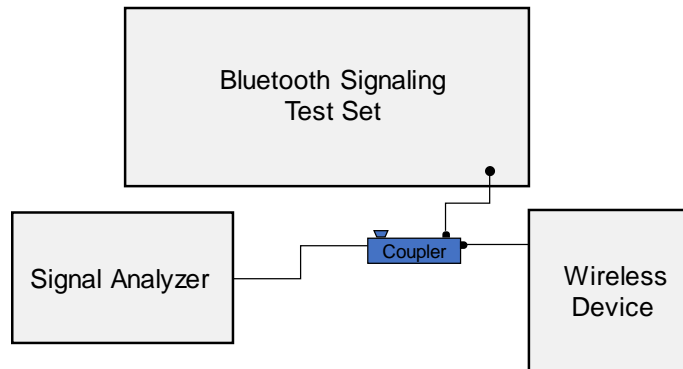 Bluetooth Signaling
Test Set
Signal Analyzer
Coupler
Wireless
Device